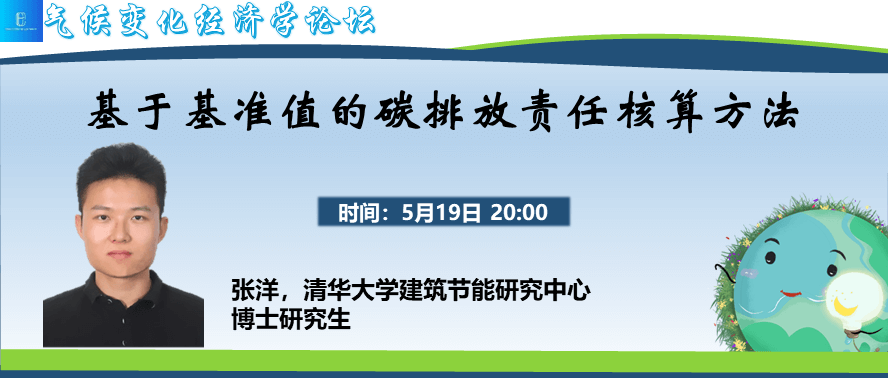 气候变化经济学论坛
基于基准值的碳排放责任核算方法
时间：5月19日 20:00
张洋，清华大学建筑节能研究中心
博士研究生